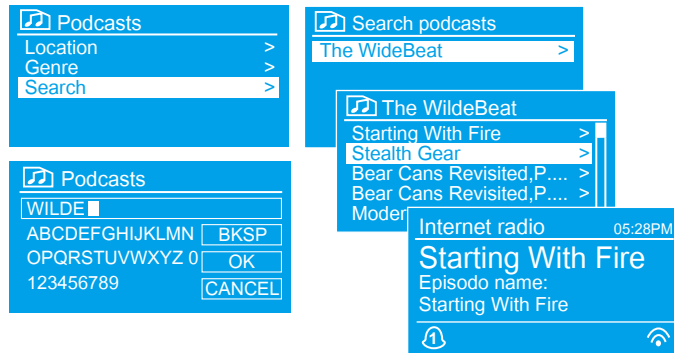 Podcasts
Location >
Genre >
Search >
Podcasts
WILDE
ABCDEFGHIJKLMN BKSP
OPQRSTUVWXYZ 0 OK
123456789 CANCEL
Search podcasts
The WideBeat >
The WildeBeat
Starting With Fire >
Stealth Gear >
Bear Cans Revisited,P.... >
Bear Cans Revisited,P.... >
Moder
Internet radio 05:28PM
Starting With Fire
Episodo name:
Starting With Fire
1